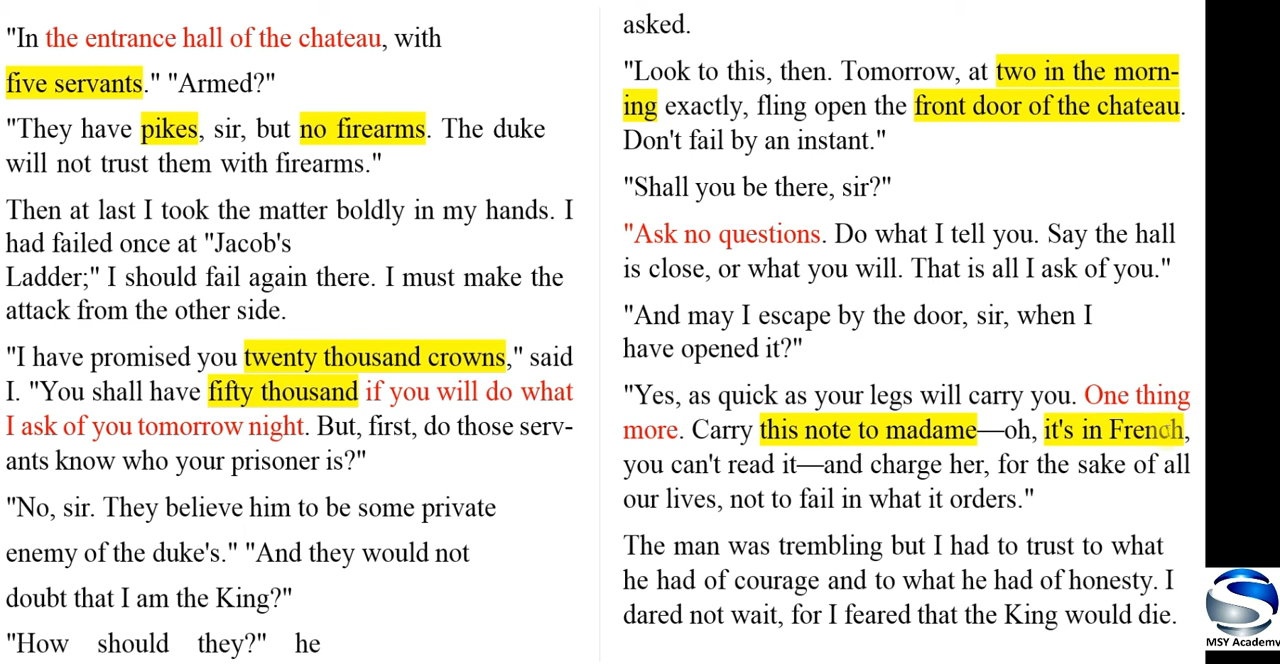 "In the entrance hall of the chateau, with
five servants." "Armed?"
"They have pikes, sir, but no firearms. The duke
will not trust them with firearms."
Then at last I took the matter boldly in my hands. I
had failed once at "Jacob's
Ladder;" I should fail again there. I must make the
attack from the other side.
"I have promised you twenty thousand crowns," said
I. "You shall have fifty thousand if you will do what
I ask of you tomorrow night. But, first, do those serv-
ants know who your prisoner is?"
"No, sir. They believe him to be some private
enemy of the duke's." "And they would not
doubt that I am the King?"
"How should they?" he
asked.
"Look to this, then. Tomorrow, at two in the morn-
ing exactly, fling open the front door of the chateau.
Don't fail by an instant."
"Shall you be there, sir?"
"Ask no questions. Do what I tell you. Say the hall
is close, or what you will. That is all I ask of you."
"And may I escape by the door, sir, when I
have opened it?"
"Yes, as quick as your legs will carry you. One thing
more. Carry this note to madame—oh, it's in French,
you can't read it—and charge her, for the sake of all
our lives, not to fail in what it orders."
The man was trembling but I had to trust to what
he had of courage and to what he had of honesty. I
dared not wait, for I feared that the King would die.
MSY Academy